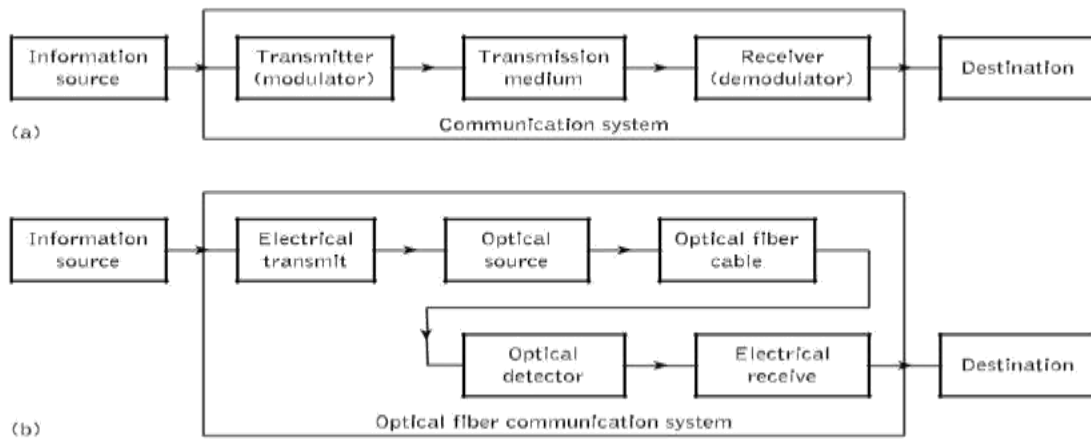 Information
source
Transmitter
(modulator)
Transmission
medium
Receiver
(demodulator)
Destination
Communication system
(a)
Information
source
Electrical
transmit
Optical
source
Optical fiber
cable
Optical
detector
Electrical
receive
Destination
Optical fiber communication system
(b)